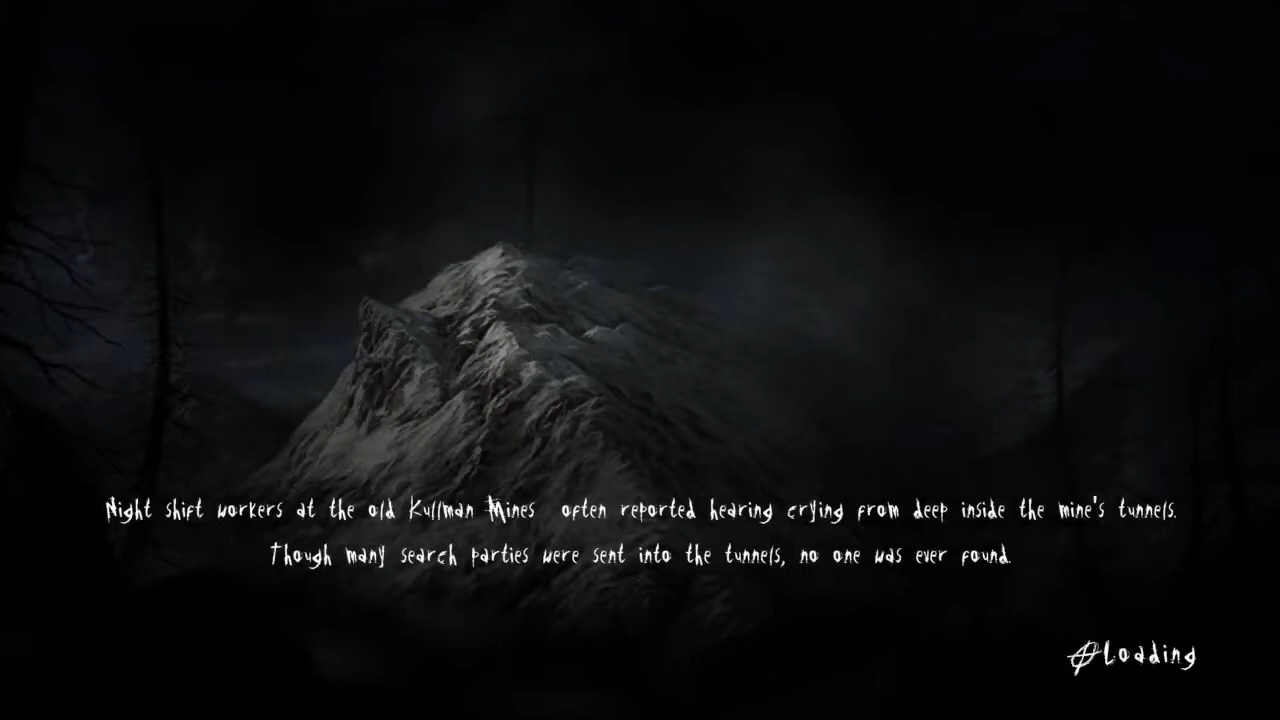 Night shift workers at the old Kullman Mines often reported hearing crying from deep inside the mine's tunnels.
Though many search parties were sent into the tunnels, no one was ever found.
Loading